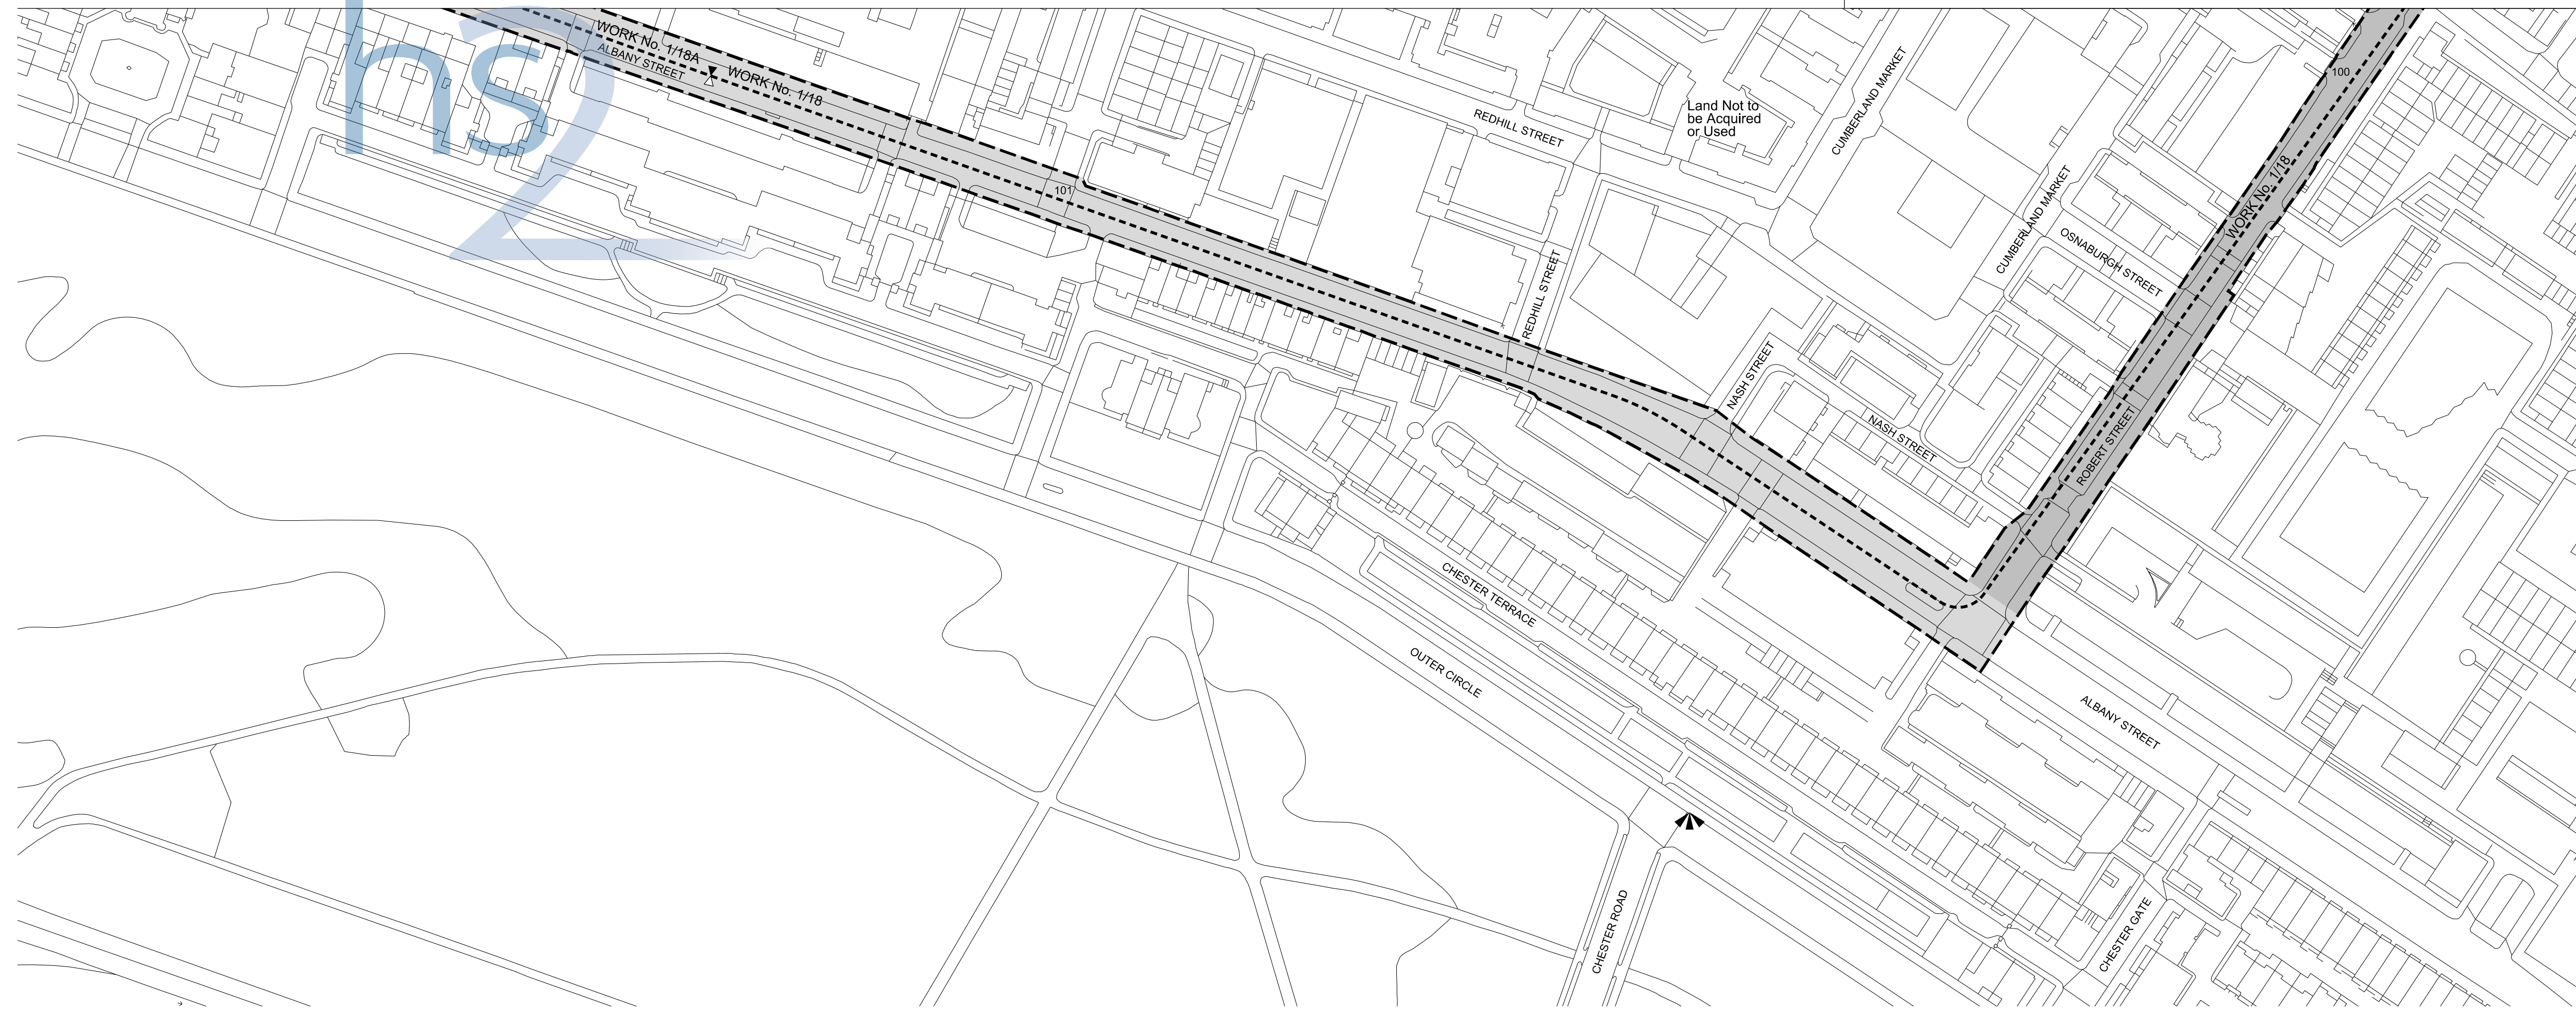 hs2
WORK No. 1/18A
ALBANY STREET
WORK No. 1/18
101
REDHILL STREET
Land Not to
be Acquired
or Used
CUMBERLAND MARKET
CUMBERLAND MARKET
100
WORK No. 1/18
OSNABURGH STREET
REDHILL STREET
NASH STREET
NASH STREET
ROBERT STREET
CHESTER TERRACE
OUTER CIRCLE
ALBANY STREET
CHESTER ROAD
CHESTER GATE